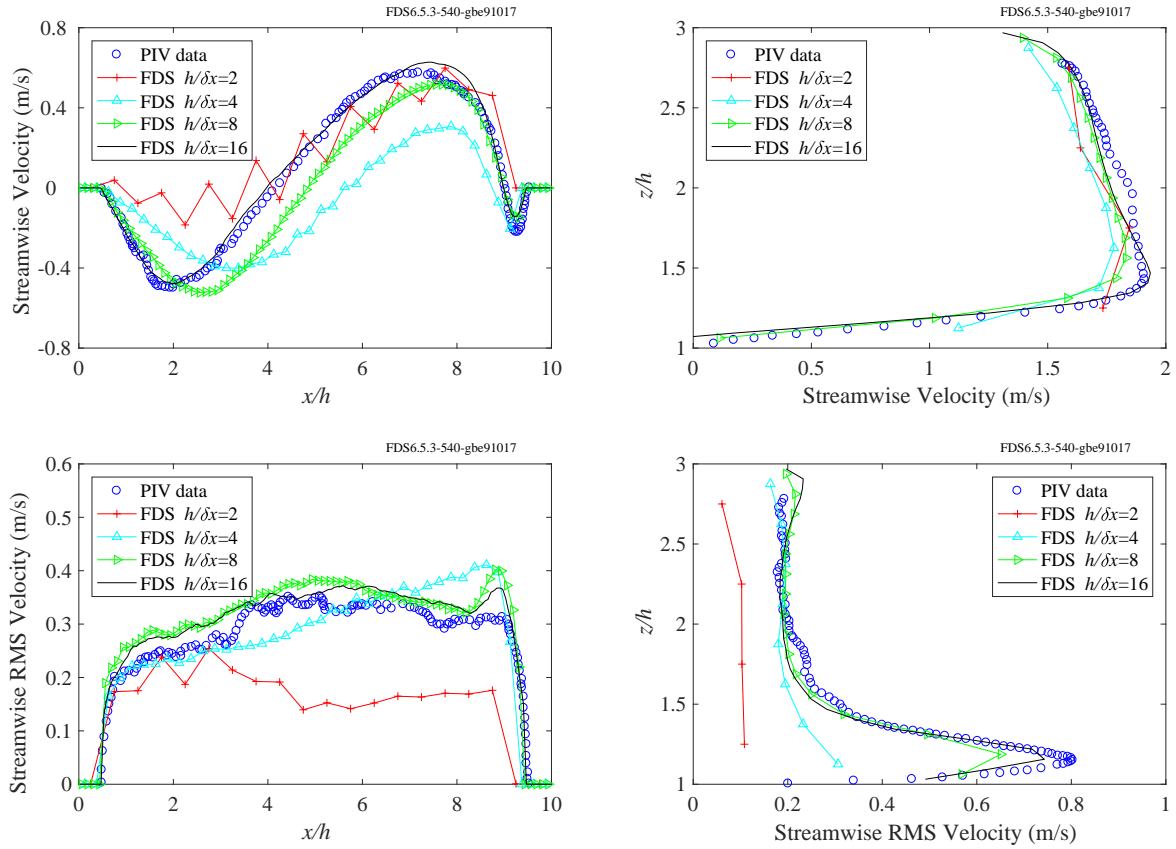 FDS6.5.3-540-gbe91017
Streamwise Velocity (m/s)
0.8
0.4
0
-0.4
-0.8
PIV data
FDS h/δx=2
FDS h/δx=4
FDS h/δx=8
FDS h/δx=16
0 2 4 6 8 10
x/h
FDS6.5.3-540-gbe91017
z/h
3
2.5
2
1.5
1
PIV data
FDS h/δx=2
FDS h/δx=4
FDS h/δx=8
FDS h/δx=16
0 0.5 1 1.5 2
Streamwise Velocity (m/s)
FDS6.5.3-540-gbe91017
Streamwise RMS Velocity (m/s)
0.6
0.5
0.4
0.3
0.2
0.1
0
PIV data
FDS h/δx=2
FDS h/δx=4
FDS h/δx=8
FDS h/δx=16
0 2 4 6 8 10
x/h
FDS6.5.3-540-gbe91017
z/h
3
2.5
2
1.5
1
PIV data
FDS h/δx=2
FDS h/δx=4
FDS h/δx=8
FDS h/δx=16
0 0.2 0.4 0.6 0.8 1
Streamwise RMS Velocity (m/s)